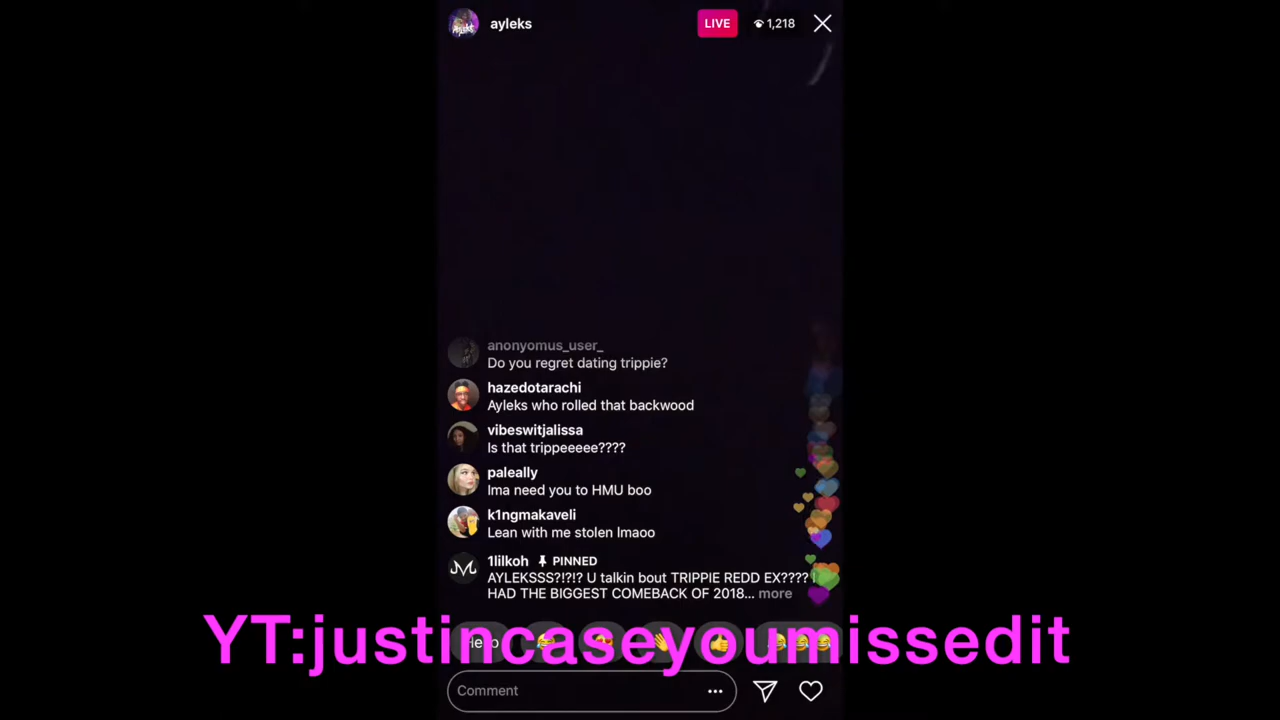 ayleks
LIVE
1,218
anonyomus_user_
Do you regret dating trippie?
hazedotarachi
Ayleks who rolled that backwood
vibeswitjalissa
Is that trippeeeee????
paleally
Ima need you to HMU boo
k1ngmakaveli
Lean with me stolen lmaoo
1lilkoh PINNED
AYLEKSSS?!?!? U talkin bout TRIPPIE REDD EX???? I
HAD THE BIGGEST COMEBACK OF 2018... more
YT:justincaseyoumissedit
Comment